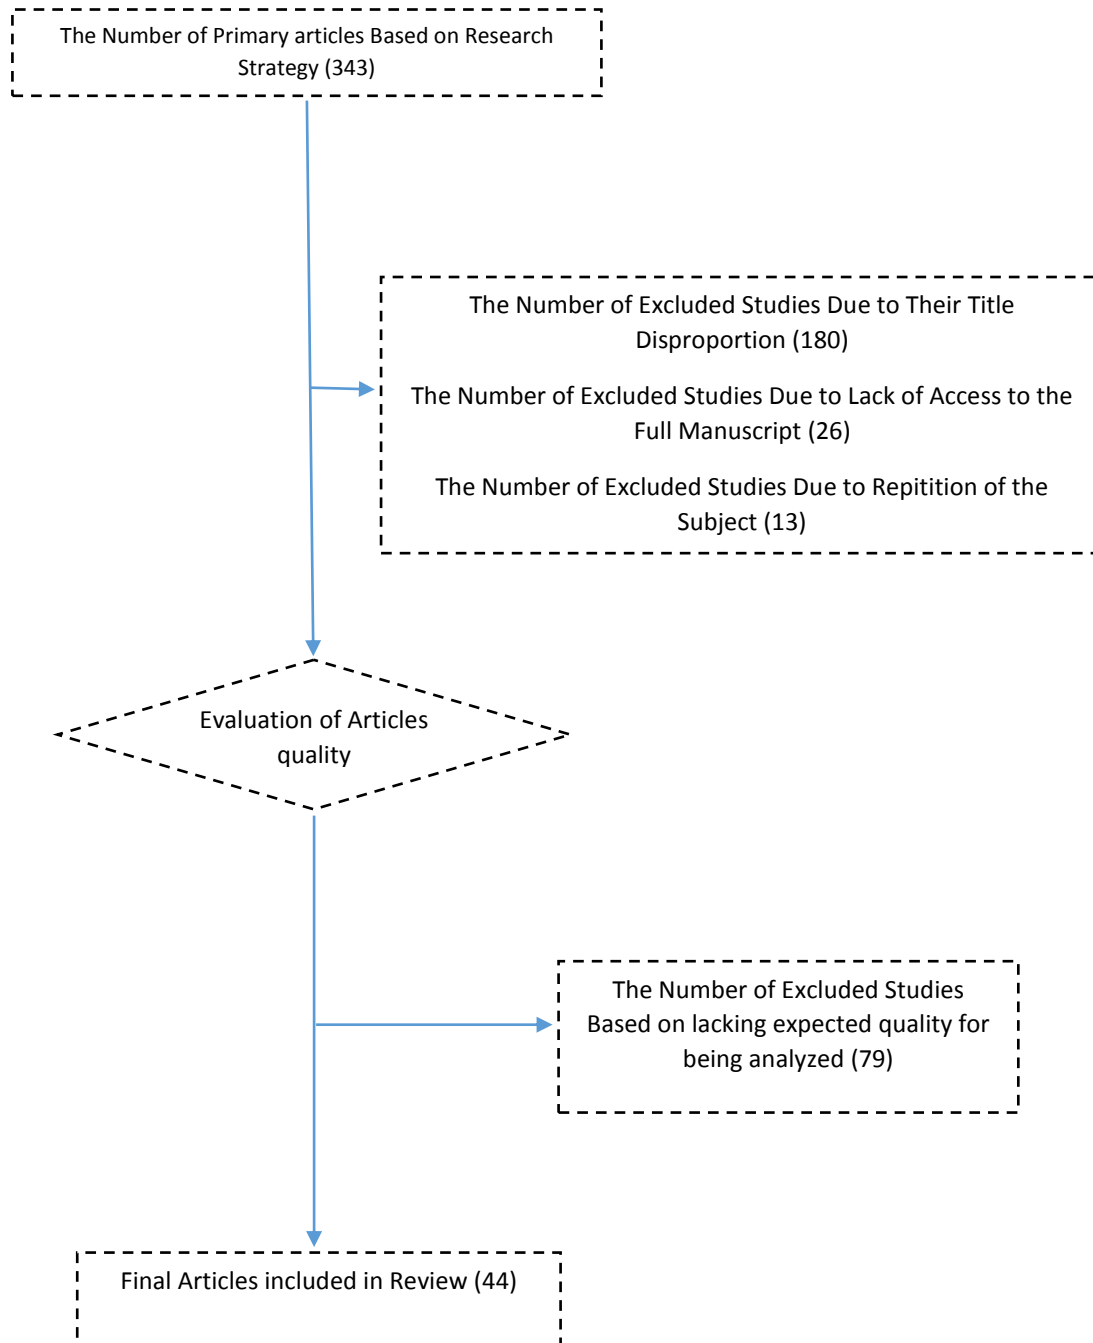 The Number of Primary articles Based on Research
Strategy (343)
The Number of Excluded Studies Due to Their Title
Disproportion (180)
The Number of Excluded Studies Due to Lack of Access to the
Full Manuscript (26)
The Number of Excluded Studies Due to Repitition of the
Subject (13)
Evaluation of Articles
quality
The Number of Excluded Studies
Based on lacking expected quality for
being analyzed (79)
Final Articles included in Review (44)